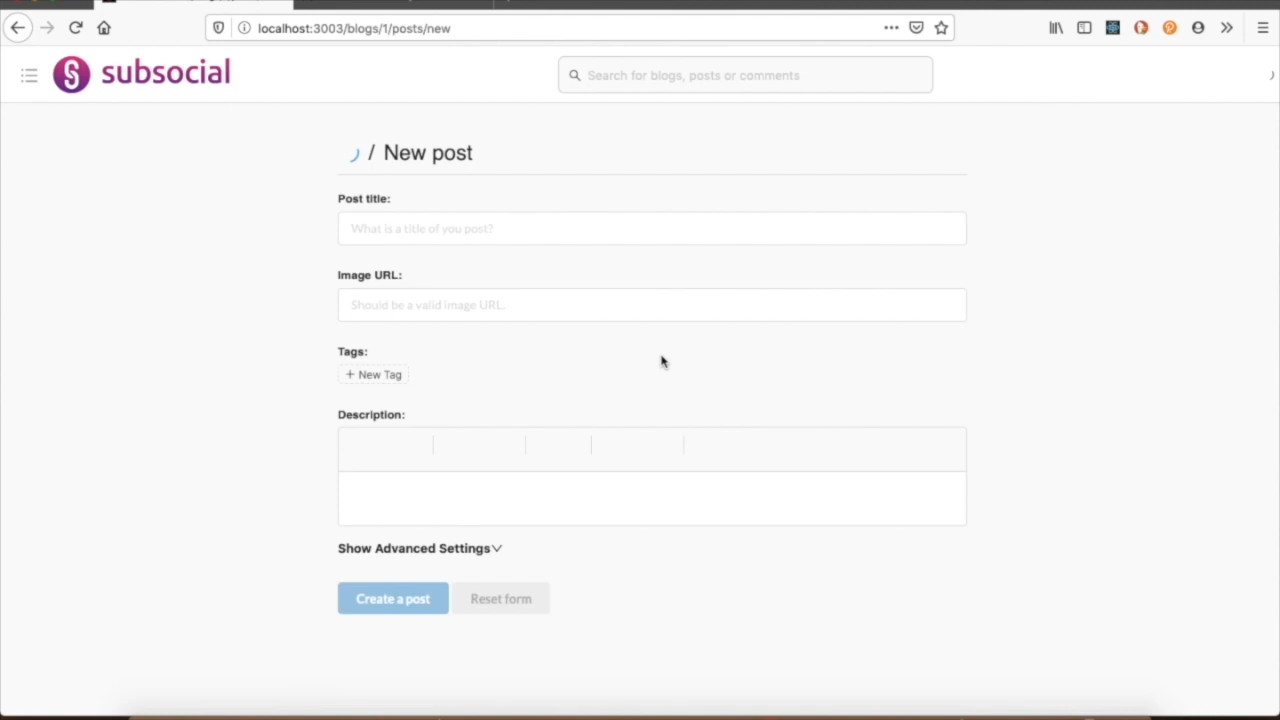 localhost:3003/blogs/1/posts/new
subsocial
Search for blogs, posts or comments
/ New post
Post title:
What is a title of you post?
Image URL:
Should be a valid image URL.
Tags:
+ New Tag
Description:
Show Advanced Settings
Create a post
Reset form